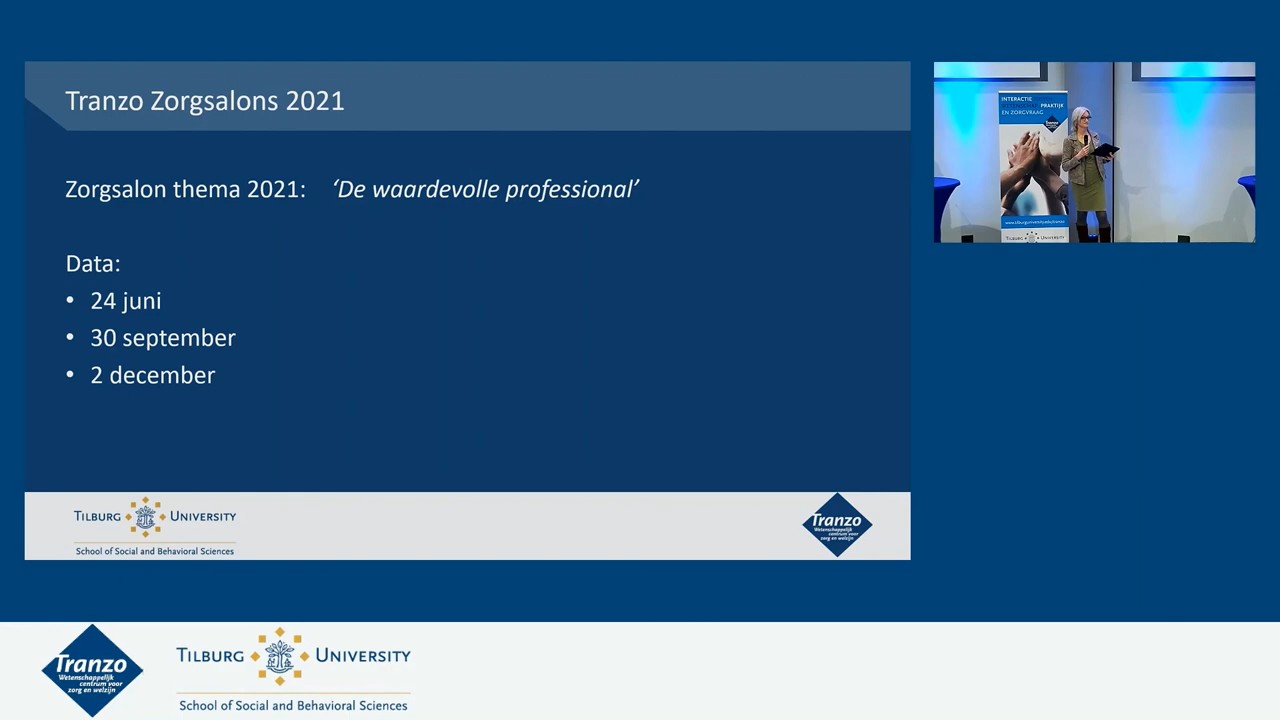 Tranzo Zorgsalons 2021
Zorgsalon thema 2021: ‘De waardevolle professional’
Data:
• 24 juni
• 30 september
• 2 december
TILBURG UNIVERSITY
School of Social and Behavioral Sciences
Tranzo
Wetenschappelijk
centrum voor
zorg en welzijn
INTERACTIE
PRAKTIJK
EN ZORGVRAAG
TILBURG UNIVERSITY
Tranzo
Wetenschappelijk
centrum voor
zorg en welzijn
TILBURG UNIVERSITY
School of Social and Behavioral Sciences